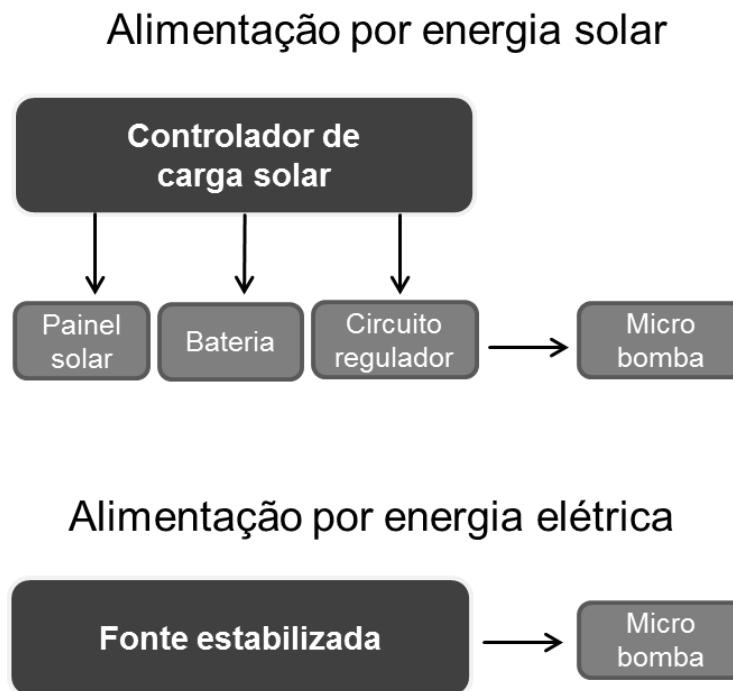 Alimentação por energia solar
Controlador de
carga solar
Painel
solar
Bateria
Circuito
regulador
Micro
bomba
Alimentação por energia elétrica
Fonte estabilizada
Micro
bomba